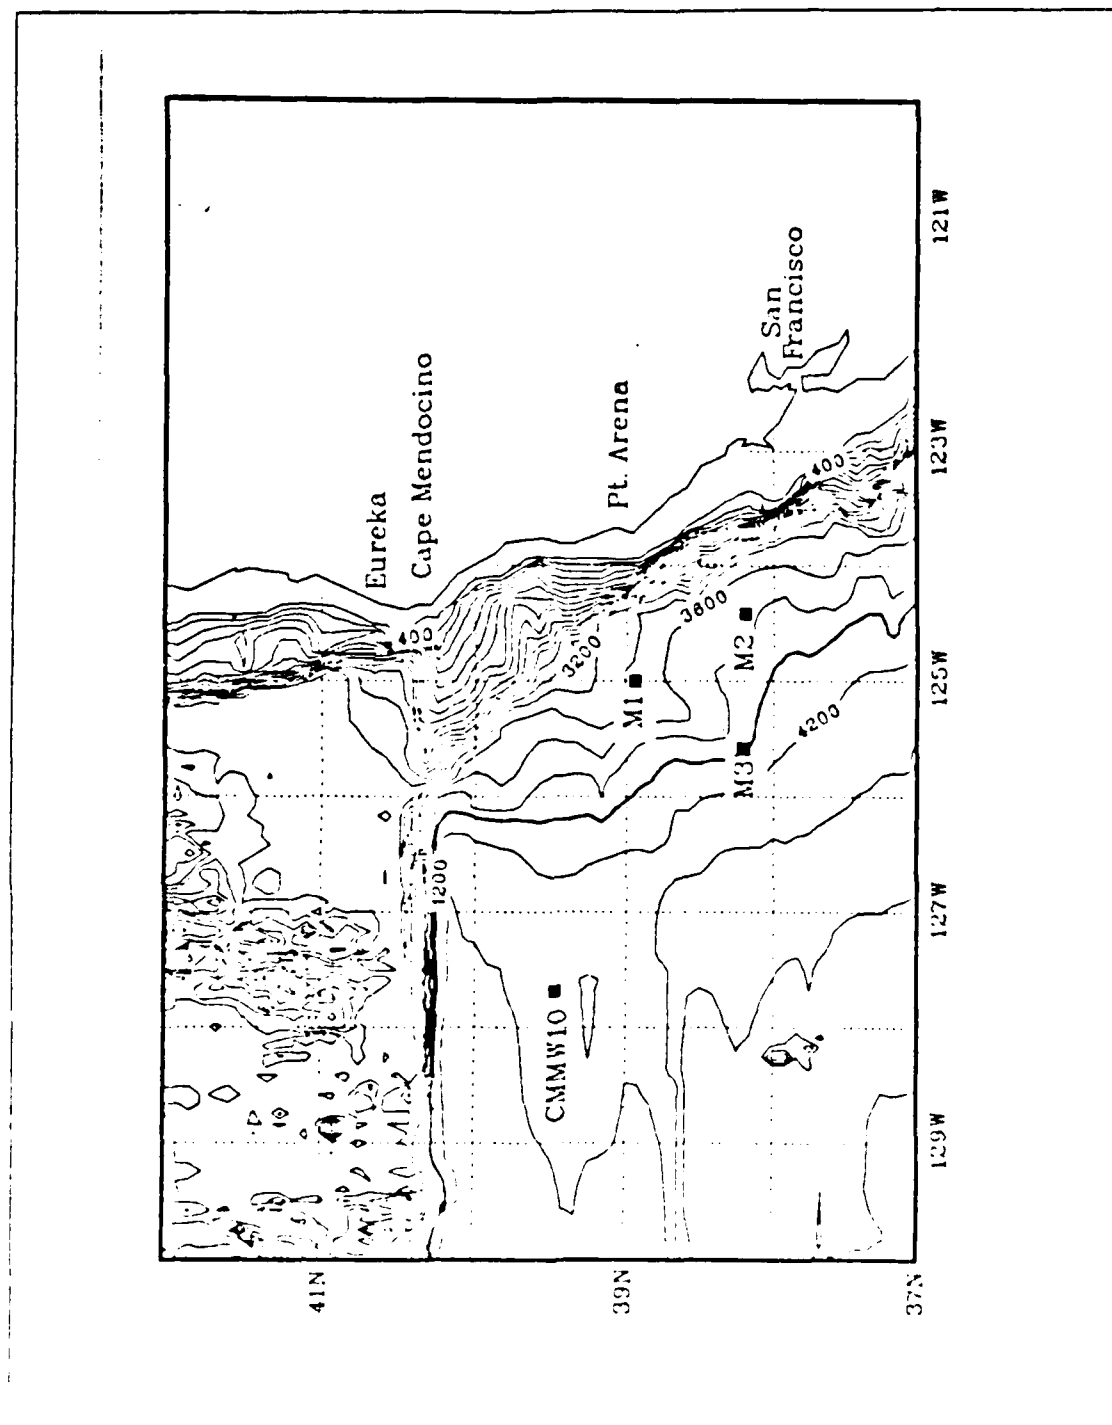 Eureka
Cape Mendocino
Pt. Arena
San
Francisco
400
400
3200
3600
4200
1200
M1
M2
M3
CMMW10
41N
39N
37N
129W
127W
125W
123W
121W